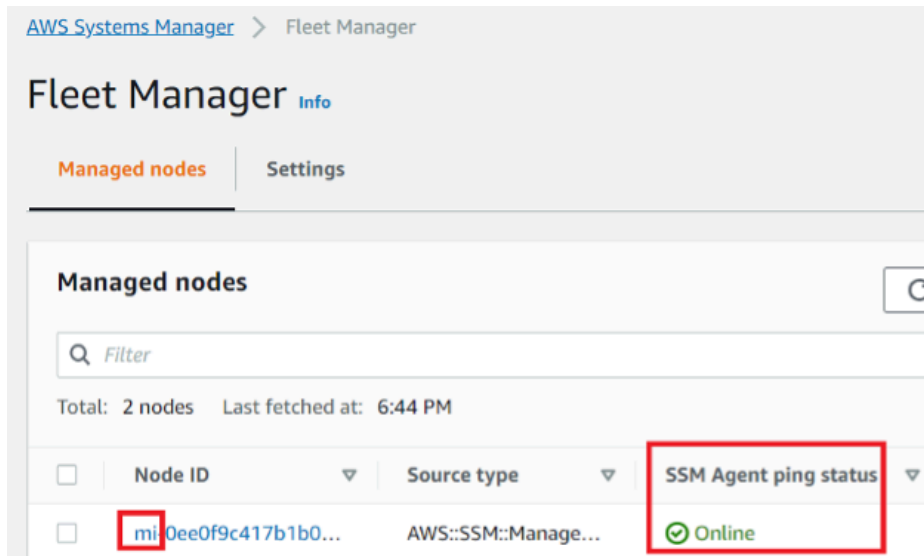 AWS Systems Manager > Fleet Manager
Fleet Manager Info
Managed nodes Settings
Managed nodes
Filter
Total: 2 nodes Last fetched at: 6:44 PM
Node ID Source type SSM Agent ping status
mi-0ee0f9c417b1b0... AWS::SSM::Manage... Online